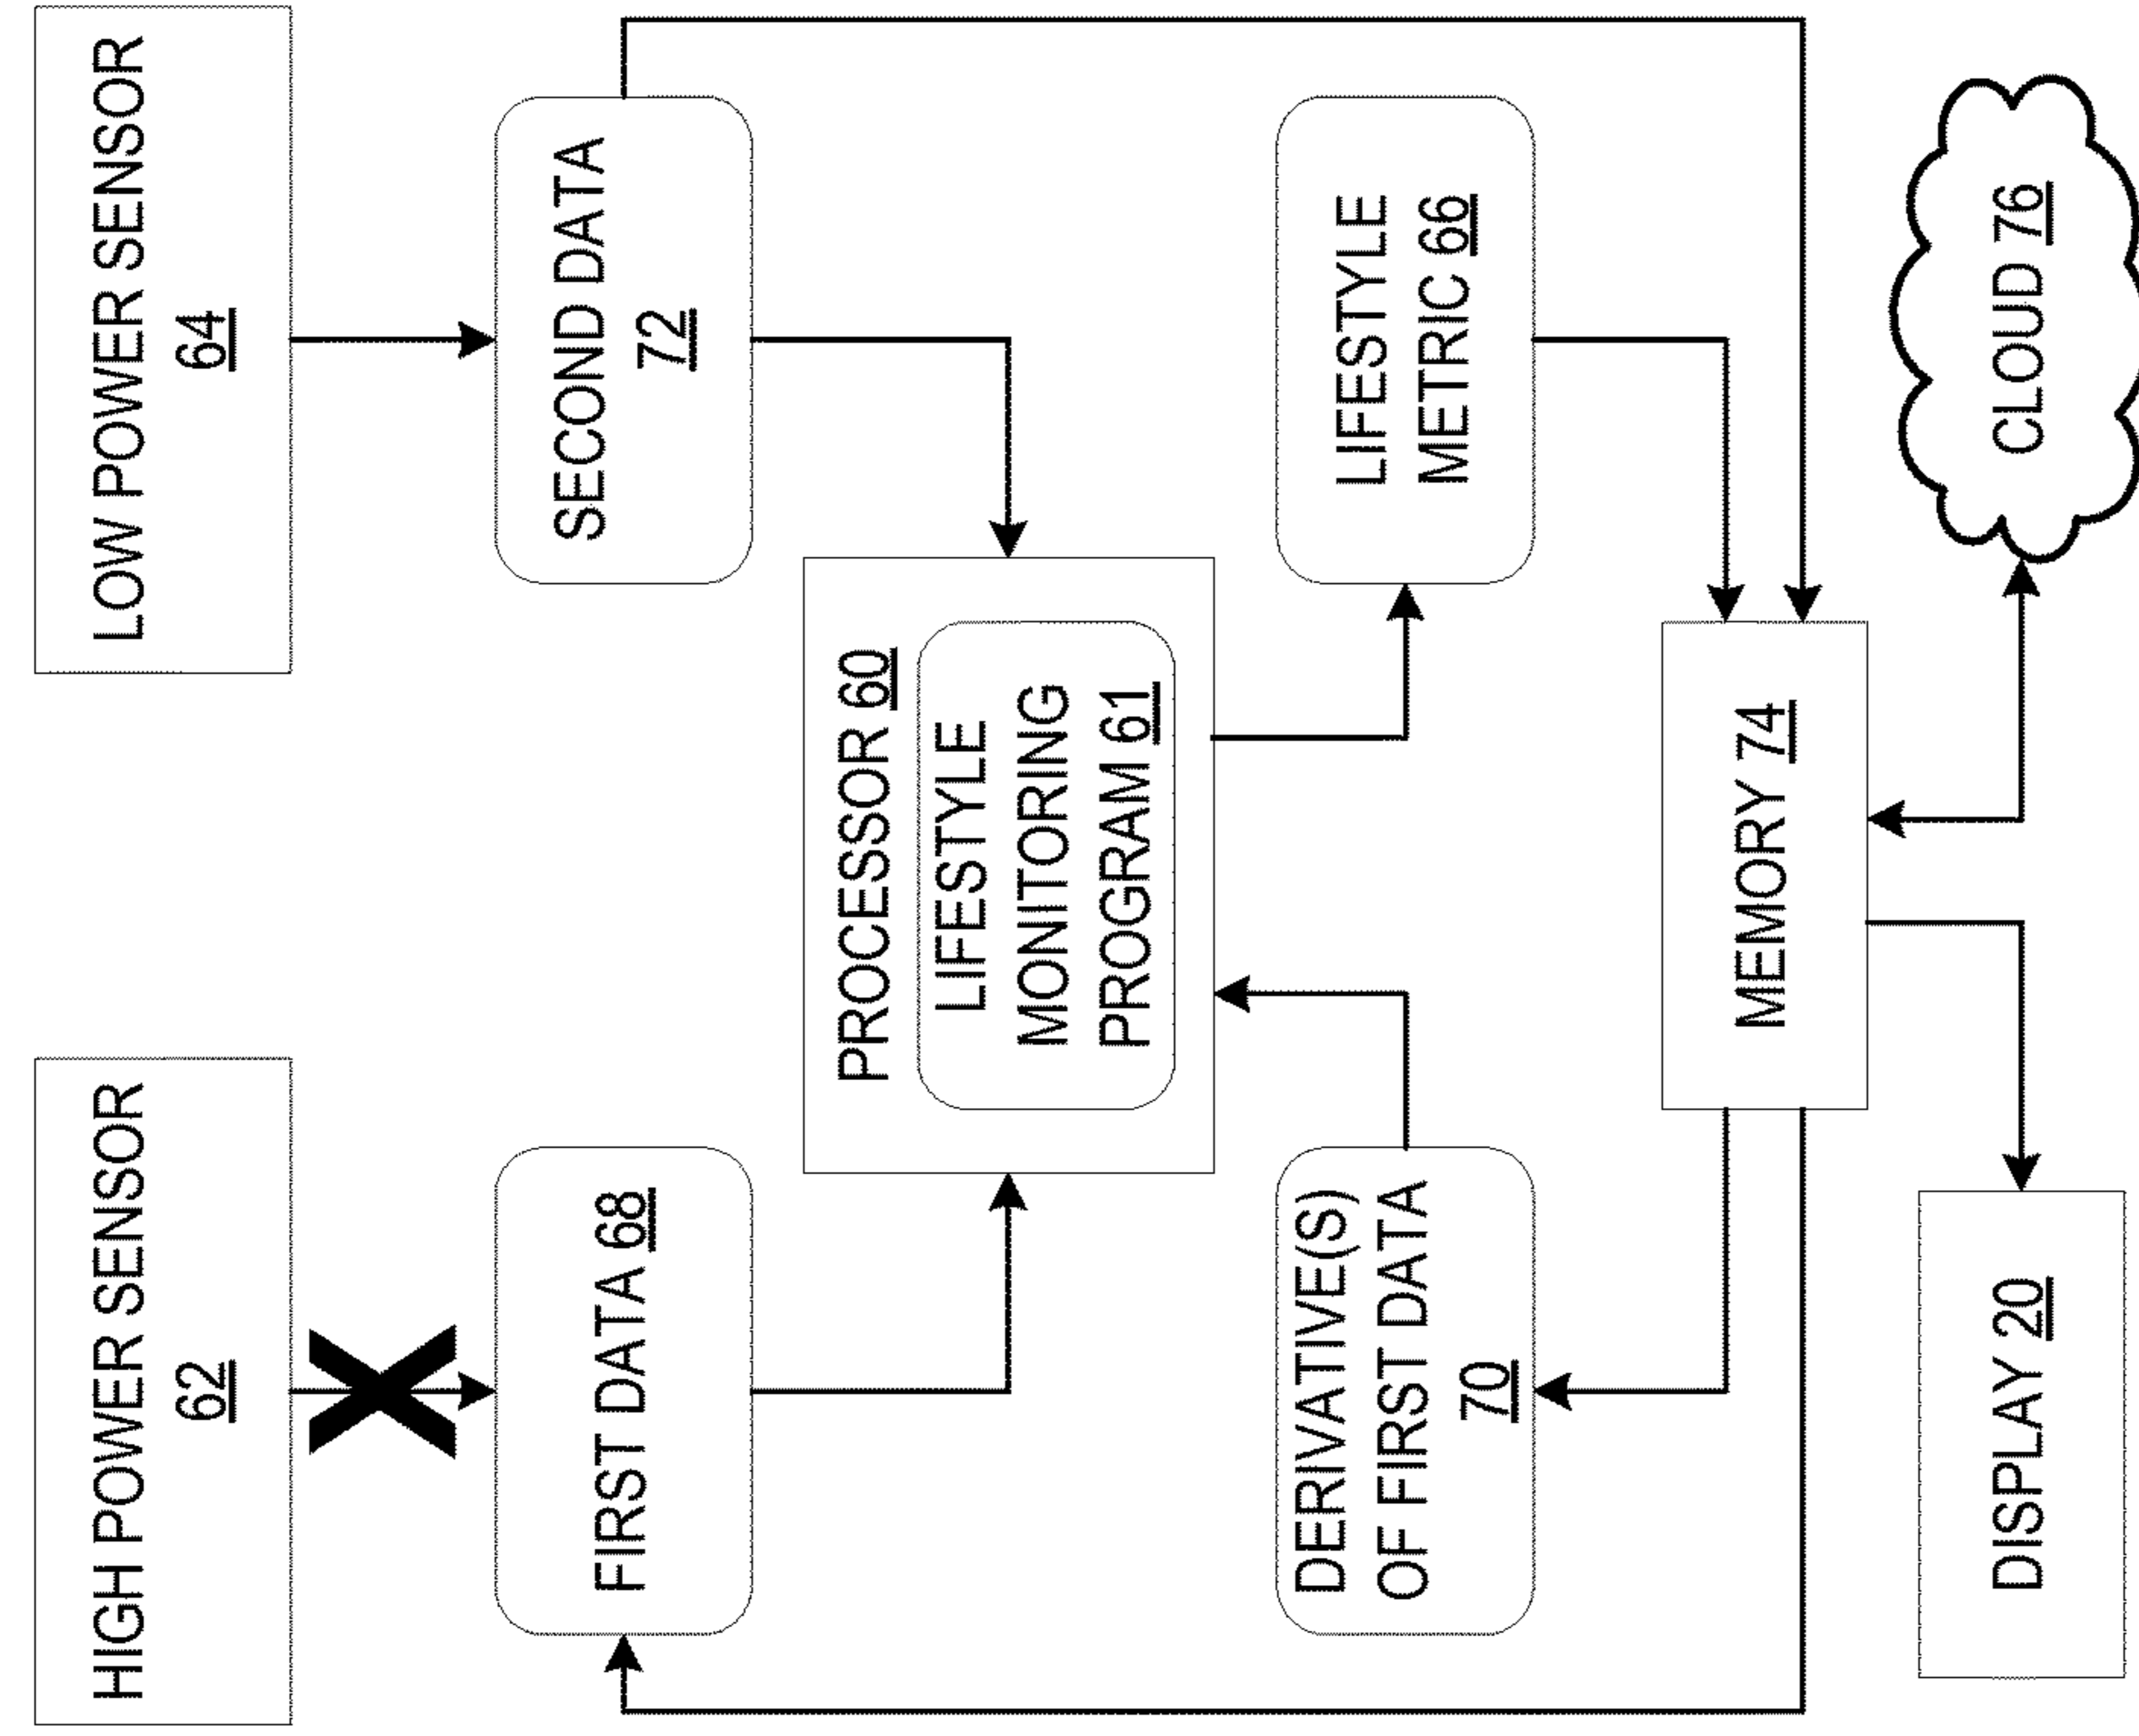 HIGH POWER SENSOR
62
LOW POWER SENSOR
64
FIRST DATA 68
SECOND DATA
72
PROCESSOR 60
LIFESTYLE
MONITORING
PROGRAM 61
DERIVATIVE(S)
OF FIRST DATA
70
LIFESTYLE
METRIC 66
MEMORY 74
DISPLAY 20
CLOUD 76